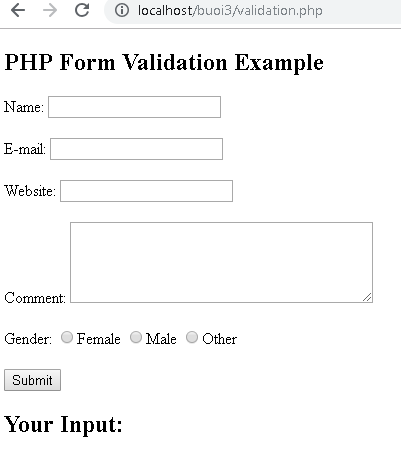 localhost/buoi3/validation.php
PHP Form Validation Example
Name:
E-mail:
Website:
Comment:
Gender: Female Male Other
Submit
Your Input: